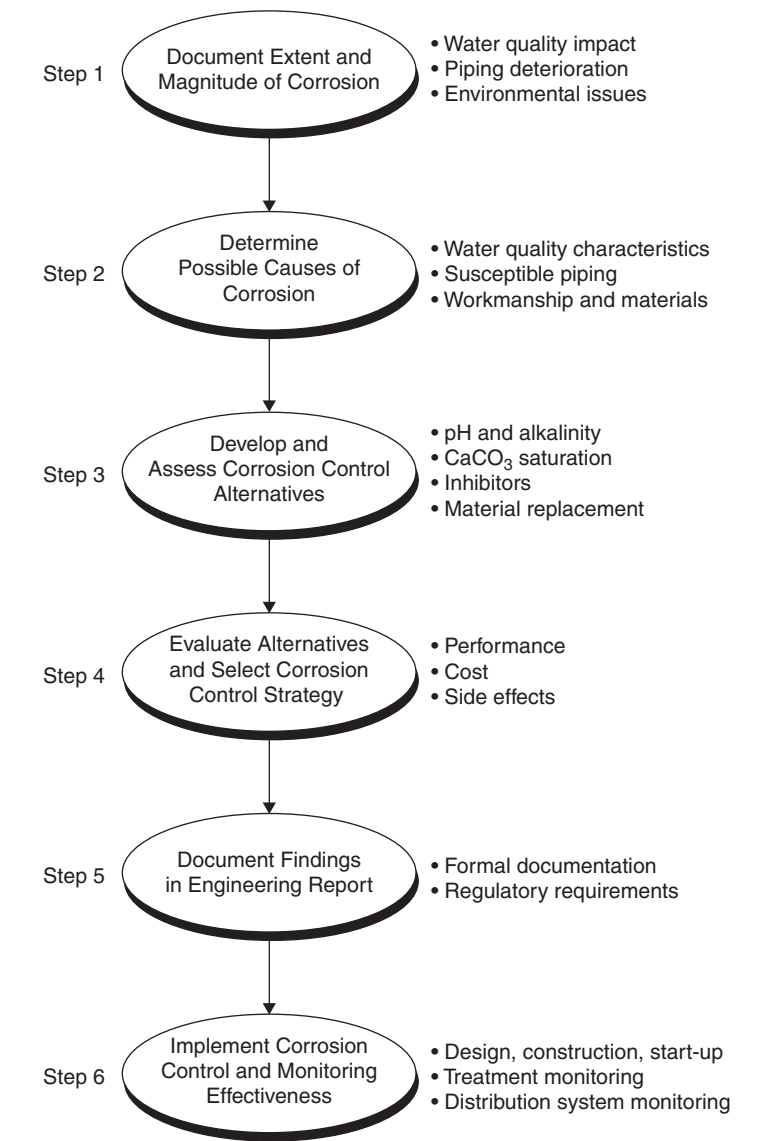 Step 1
Document Extent and
Magnitude of Corrosion
• Water quality impact
• Piping deterioration
• Environmental issues
Step 2
Determine
Possible Causes of
Corrosion
• Water quality characteristics
• Susceptible piping
• Workmanship and materials
Step 3
Develop and
Assess Corrosion Control
Alternatives
• pH and alkalinity
• CaCO₃ saturation
• Inhibitors
• Material replacement
Step 4
Evaluate Alternatives
and Select Corrosion
Control Strategy
• Performance
• Cost
• Side effects
Step 5
Document Findings
in Engineering Report
• Formal documentation
• Regulatory requirements
Step 6
Implement Corrosion
Control and Monitoring
Effectiveness
• Design, construction, start-up
• Treatment monitoring
• Distribution system monitoring